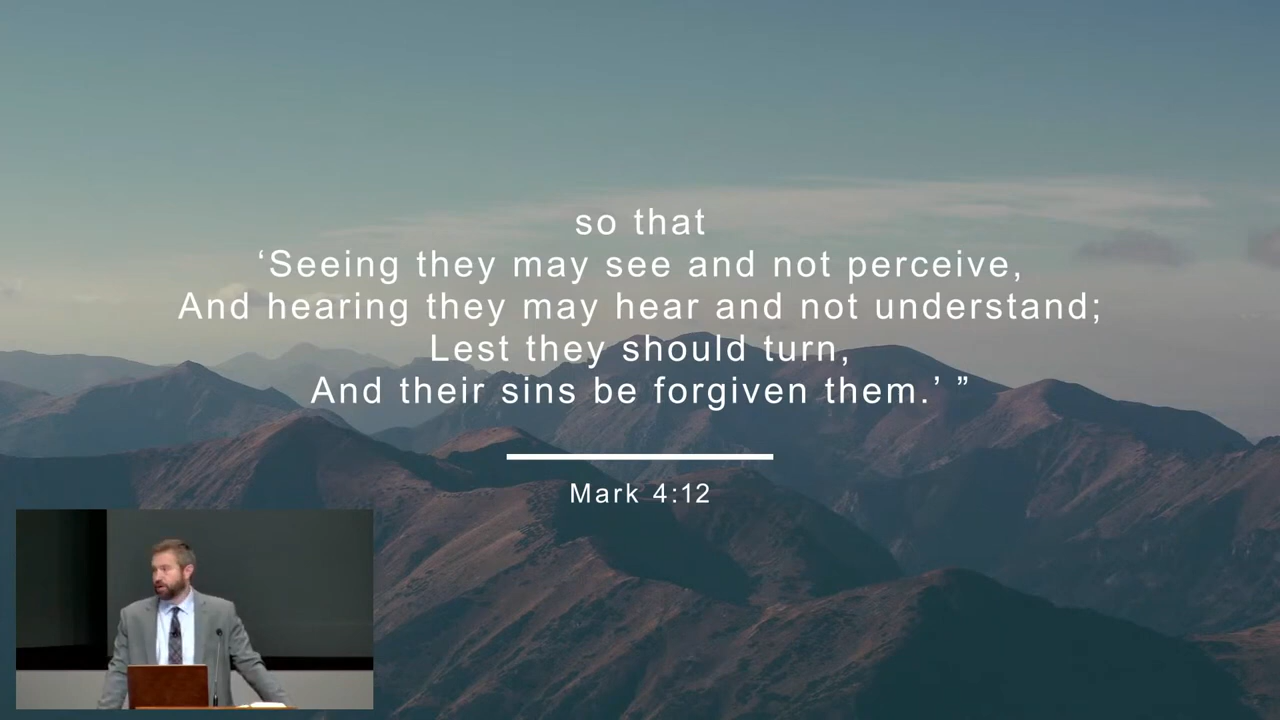 so that
‘Seeing they may see and not perceive,
And hearing they may hear and not understand;
Lest they should turn,
And their sins be forgiven them.’ ”
Mark 4:12